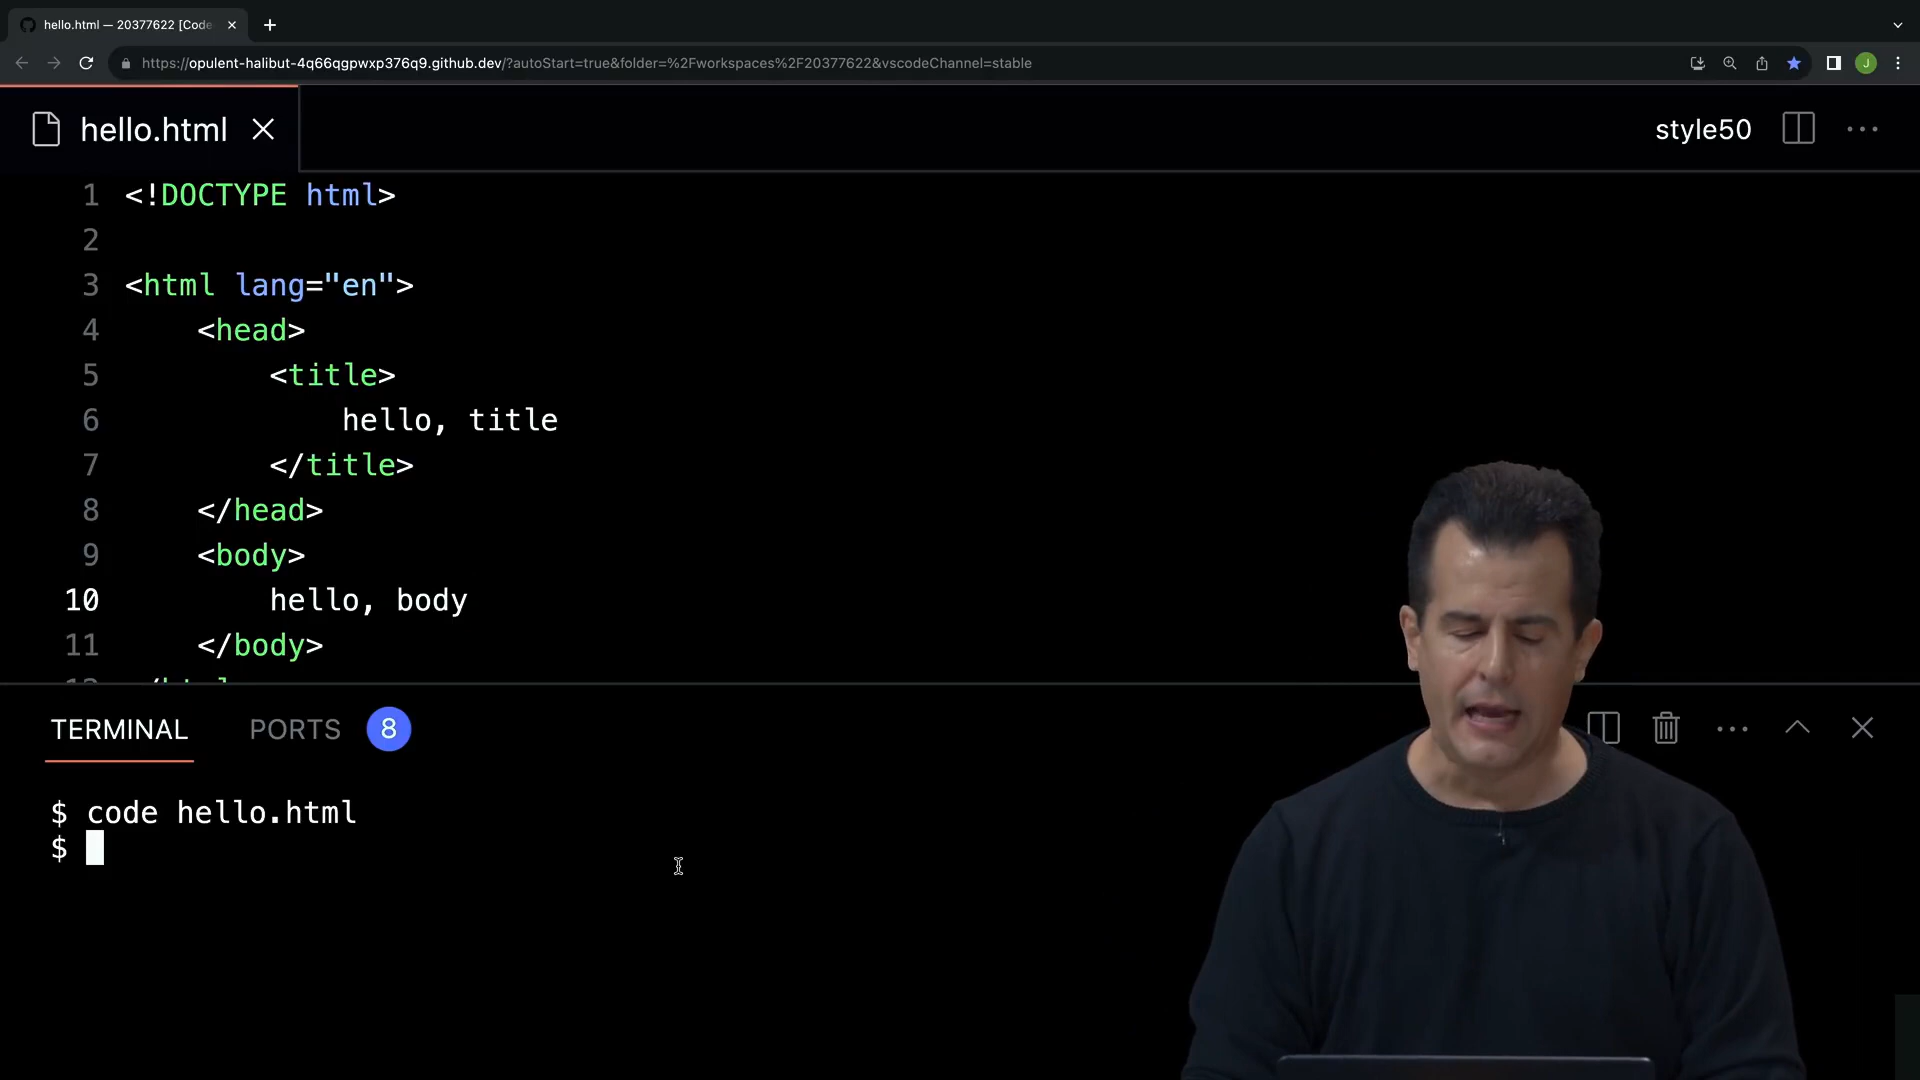 hello.html — 20377622 [Code
https://opulent-halibut-4q66qgpwxp376q9.github.dev/?autoStart=true&folder=%2Fworkspaces%2F20377622&vscodeChannel=stable
J
hello.html
style50
1 <!DOCTYPE html>
2
3 <html lang="en">
4 <head>
5 <title>
6 hello, title
7 </title>
8 </head>
9 <body>
10 hello, body
11 </body>
TERMINAL PORTS 8
$ code hello.html
$